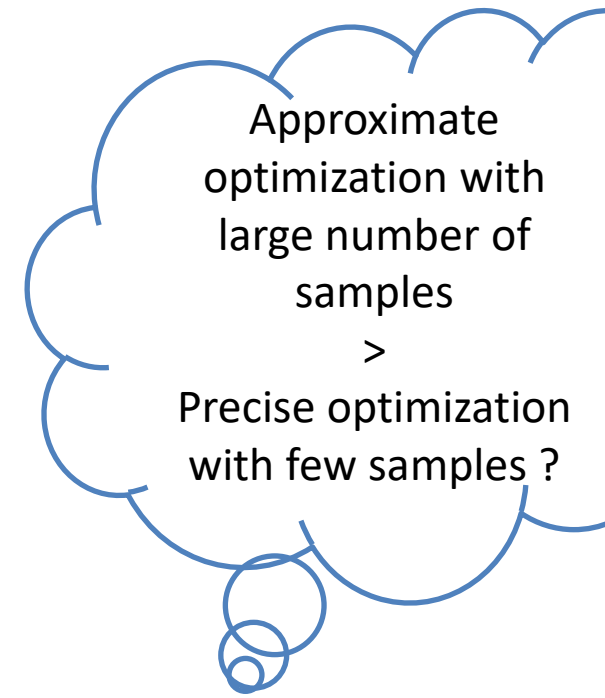 Approximate
optimization with
large number of
samples
>
Precise optimization
with few samples ?